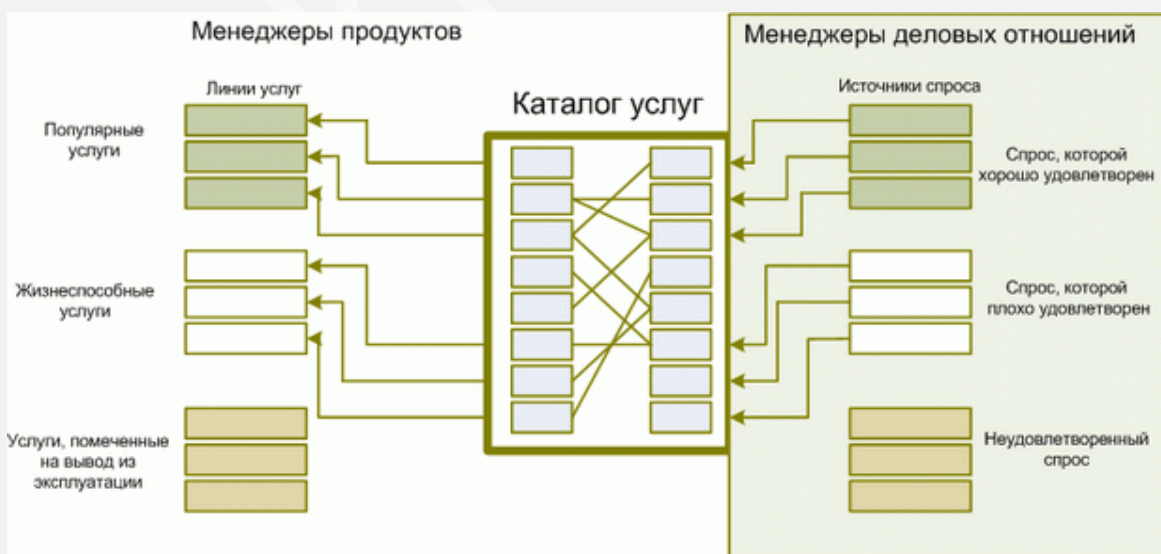 Менеджеры продуктов
Менеджеры деловых отношений
Линии услуг
Каталог услуг
Источники спроса
Популярные
услуги
Спрос, которой
хорошо удовлетворен
Жизнеспособные
услуги
Спрос, которой
плохо удовлетворен
Услуги, помеченные
на вывод из
эксплуатации
Неудовлетворенный
спрос